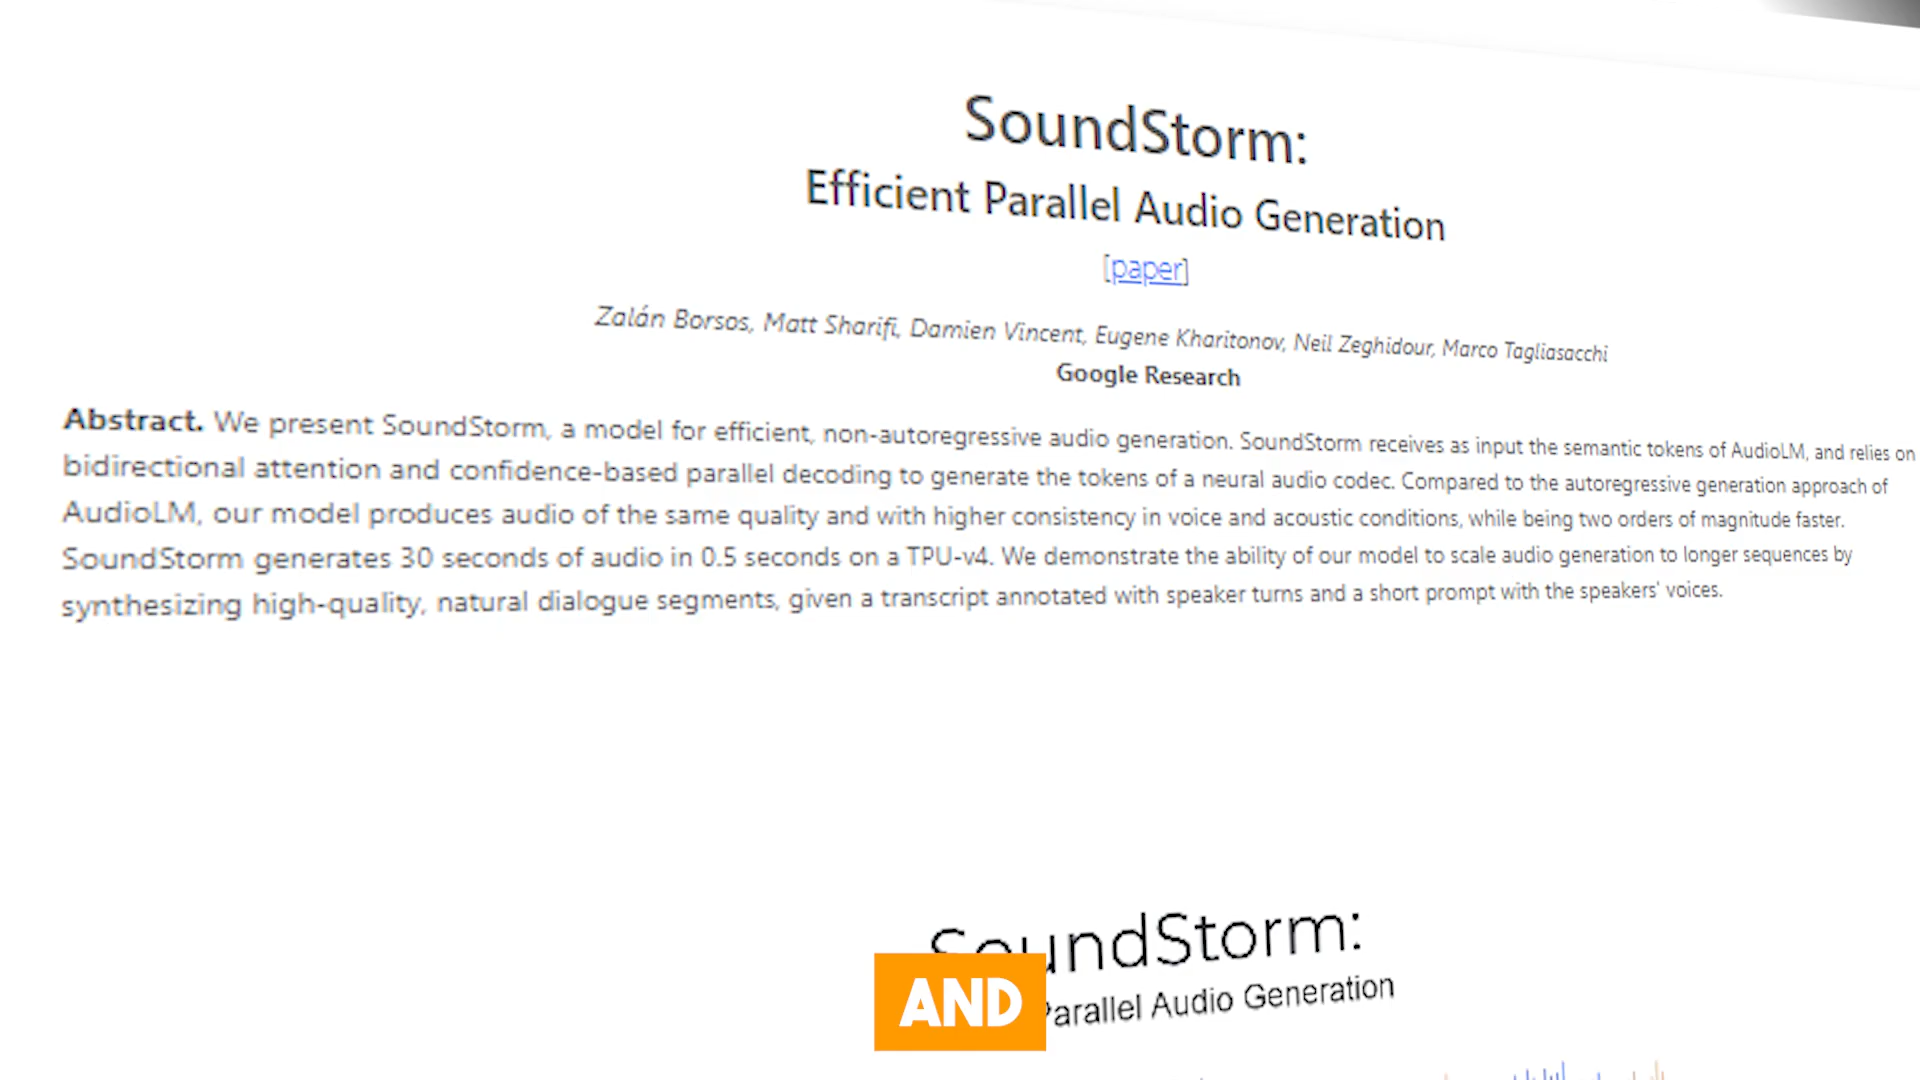 SoundStorm:
Efficient Parallel Audio Generation
[paper]
Zalán Borsos, Matt Sharifi, Damien Vincent, Eugene Kharitonov, Neil Zeghidour, Marco Tagliasacchi
Google Research
Abstract. We present SoundStorm, a model for efficient, non-autoregressive audio generation. SoundStorm receives as input the semantic tokens of AudioLM, and relies on
bidirectional attention and confidence-based parallel decoding to generate the tokens of a neural audio codec. Compared to the autoregressive generation approach of
AudioLM, our model produces audio of the same quality and with higher consistency in voice and acoustic conditions, while being two orders of magnitude faster.
SoundStorm generates 30 seconds of audio in 0.5 seconds on a TPU-v4. We demonstrate the ability of our model to scale audio generation to longer sequences by
synthesizing high-quality, natural dialogue segments, given a transcript annotated with speaker turns and a short prompt with the speakers' voices.
SoundStorm:
Parallel Audio Generation
AND